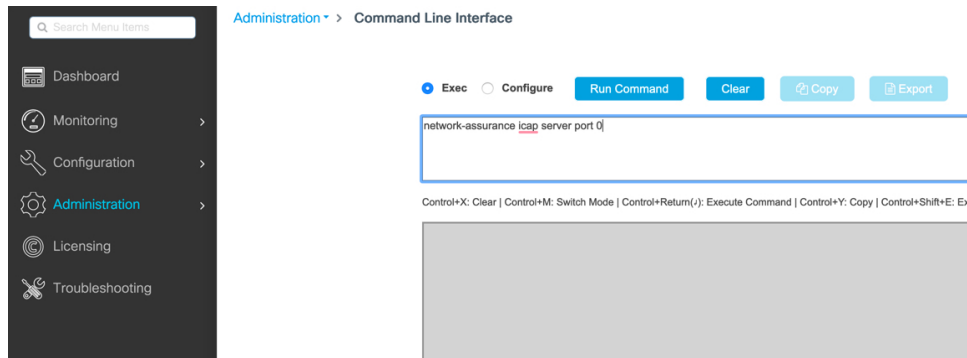 Search Menu Items
Administration > Command Line Interface
Dashboard
Exec Configure Run Command Clear Copy Export
Monitoring
network-assurance icap server port 0
Configuration
Administration
Control+X: Clear | Control+M: Switch Mode | Control+Return(↲): Execute Command | Control+Y: Copy | Control+Shift+E: Ex
Licensing
Troubleshooting